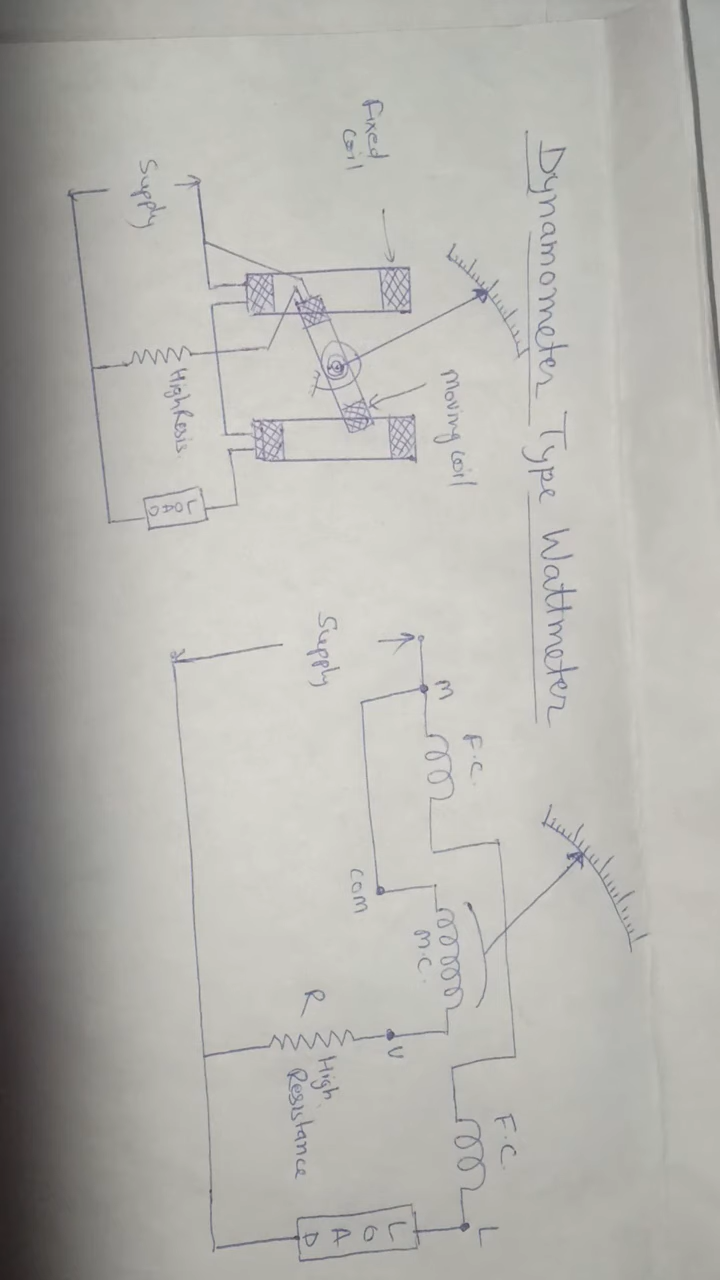 Dynamometer Type Wattmeter
Fixed
coil
moving coil
Supply
High Resis.
LOAD
F.C.
F.C.
M
L
M.C.
COM
V
Supply
R
High
Resistance
LOAD